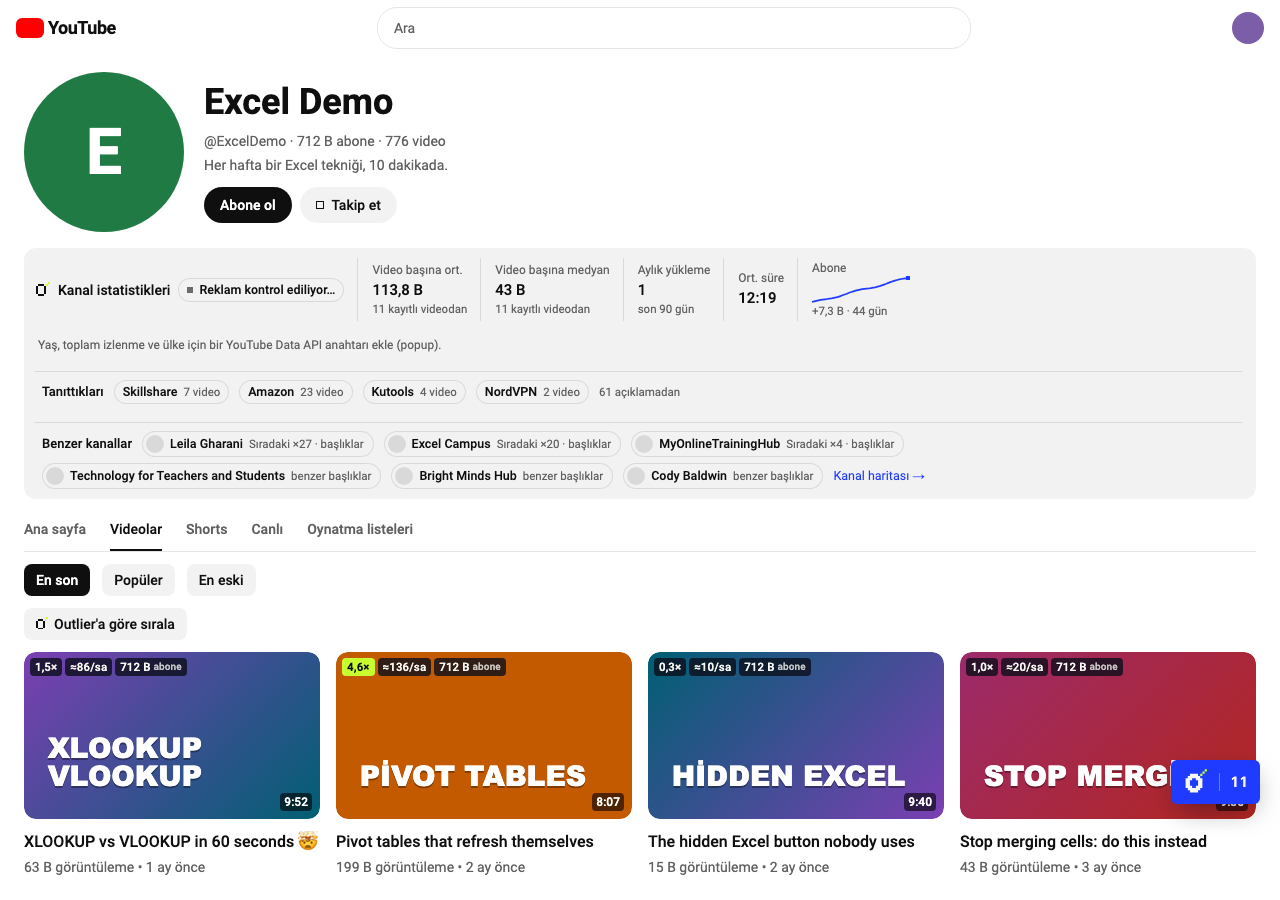 YouTube
Ara
E
Excel Demo
@ExcelDemo · 712 B abone · 776 video
Her hafta bir Excel tekniği, 10 dakikada.
Abone ol
Takip et
Kanal istatistikleri
Reklam kontrol ediliyor...
Video başına ort.
113,8 B
11 kayıtlı videodan
Video başına medyan
43 B
11 kayıtlı videodan
Aylık yükleme
1
son 90 gün
Ort. süre
12:19
Abone
+7,3 B · 44 gün
Yaş, toplam izlenme ve ülke için bir YouTube Data API anahtarı ekle (popup).
Tanıttıkları Skillshare 7 video Amazon 23 video Kutools 4 video NordVPN 2 video 61 açıklamadan
Benzer kanallar Leila Gharani Sıradaki ×27 · başlıklar Excel Campus Sıradaki ×20 · başlıklar MyOnlineTrainingHub Sıradaki ×4 · başlıklar
Technology for Teachers and Students benzer başlıklar Bright Minds Hub benzer başlıklar Cody Baldwin benzer başlıklar Kanal haritası →
Ana sayfa Videolar Shorts Canlı Oynatma listeleri
En son Popüler En eski
Outlier'a göre sırala
1,5× ≈86/sa 712 B abone
XLOOKUP
VLOOKUP
9:52
XLOOKUP vs VLOOKUP in 60 seconds 🤯
63 B görüntüleme • 1 ay önce
4,6× ≈136/sa 712 B abone
PİVOT TABLES
8:07
Pivot tables that refresh themselves
199 B görüntüleme • 2 ay önce
0,3× ≈10/sa 712 B abone
HİDDEN EXCEL
9:40
The hidden Excel button nobody uses
15 B görüntüleme • 2 ay önce
1,0× ≈20/sa 712 B abone
STOP
11
Stop merging cells: do this instead
43 B görüntüleme • 3 ay önce